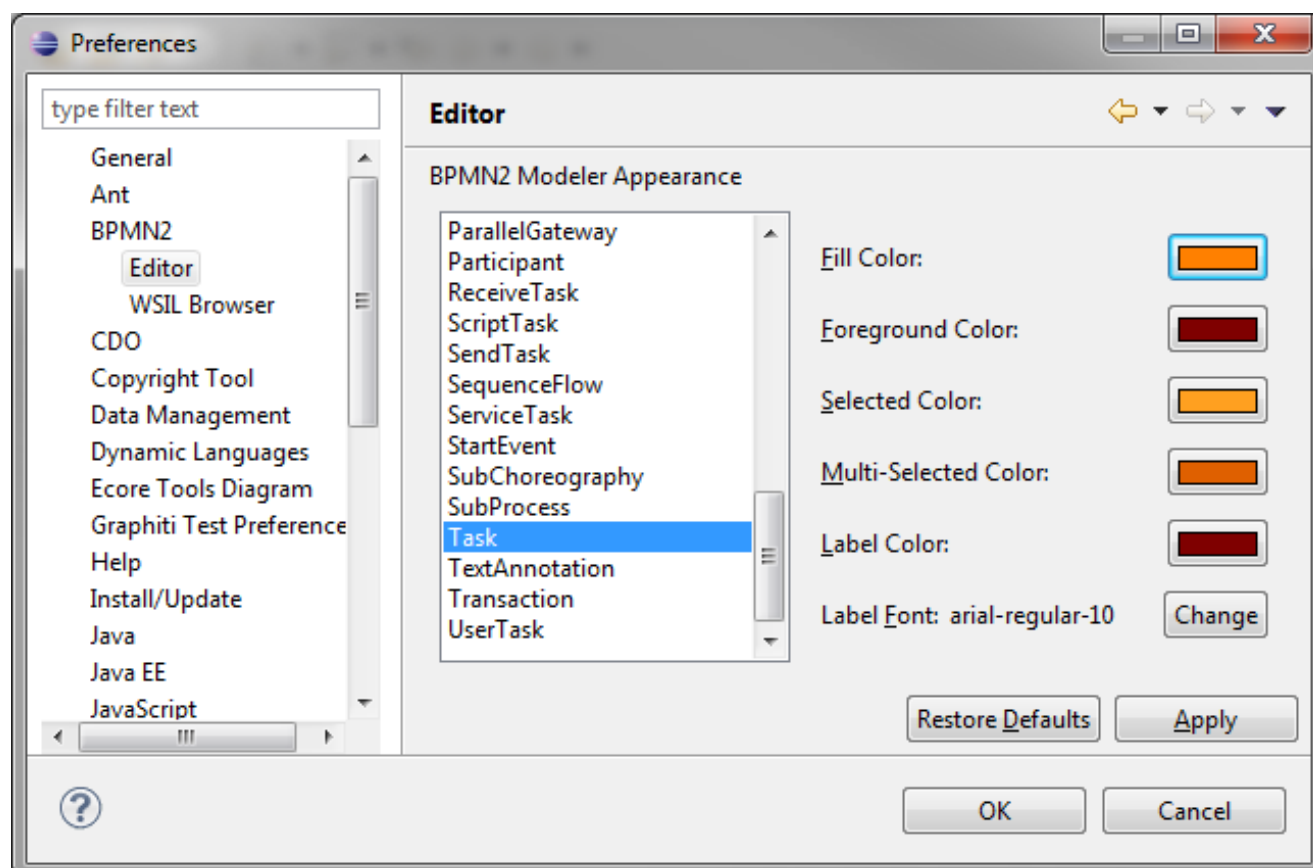 Preferences
type filter text
General
Ant
BPMN2
Editor
WSIL Browser
CDO
Copyright Tool
Data Management
Dynamic Languages
Ecore Tools Diagram
Graphiti Test Preference
Help
Install/Update
Java
Java EE
JavaScript
Editor
BPMN2 Modeler Appearance
ParallelGateway
Participant
ReceiveTask
ScriptTask
SendTask
SequenceFlow
ServiceTask
StartEvent
SubChoreography
SubProcess
Task
TextAnnotation
Transaction
UserTask
Fill Color:
Foreground Color:
Selected Color:
Multi-Selected Color:
Label Color:
Label Font: arial-regular-10 Change
Restore Defaults Apply
OK Cancel